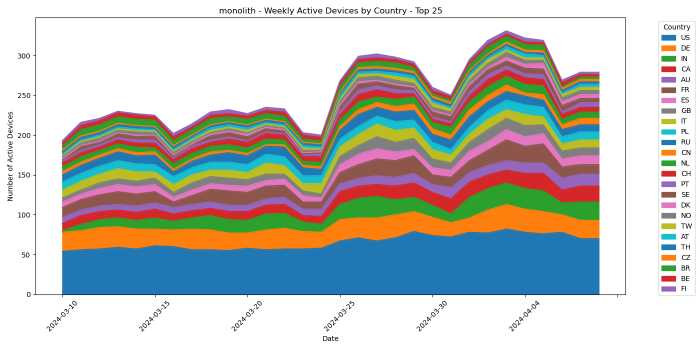 monolith - Weekly Active Devices by Country - Top 25
Number of Active Devices
300
250
200
150
100
50
0
2024-03-10
2024-03-15
2024-03-20
2024-03-25
2024-03-30
2024-04-04
Date
Country
US
DE
IN
CA
AU
FR
ES
GB
IT
PL
RU
CN
NL
CH
PT
SE
DK
NO
TW
AT
TH
CZ
BR
BE
FI